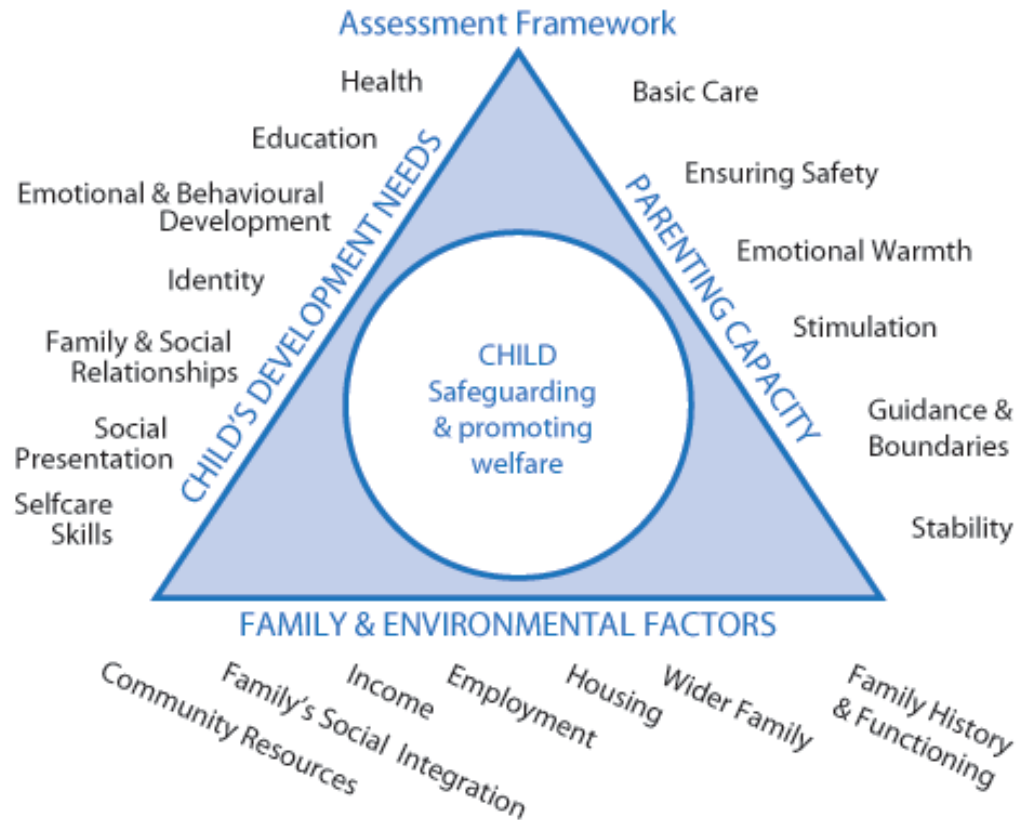 Assessment Framework
Health
Education
Emotional & Behavioural
Development
Identity
Family & Social
Relationships
Social
Presentation
Selfcare
Skills
CHILD'S DEVELOPMENT NEEDS
CHILD
Safeguarding
& promoting
welfare
PARENTING CAPACITY
Basic Care
Ensuring Safety
Emotional Warmth
Stimulation
Guidance &
Boundaries
Stability
FAMILY & ENVIRONMENTAL FACTORS
Community Resources
Family's Social Integration
Income
Employment
Housing
Wider Family
Family History
& Functioning